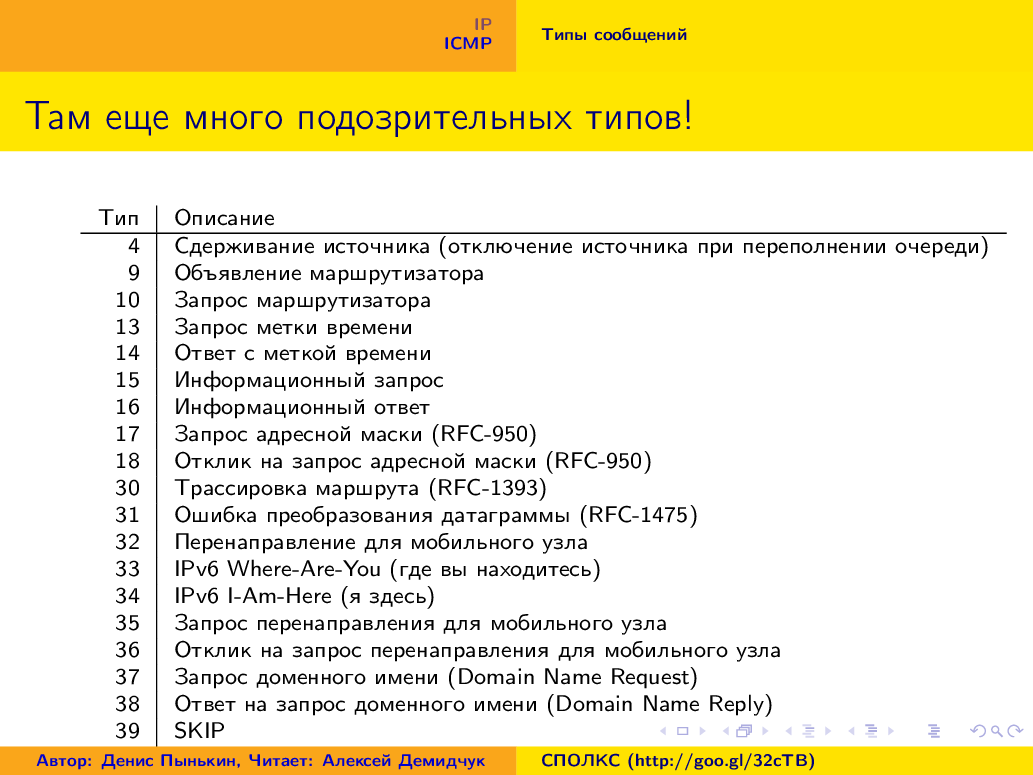 IP
ICMP
Типы сообщений
Там еще много подозрительных типов!
Тип Описание
4 Сдерживание источника (отключение источника при переполнении очереди)
9 Объявление маршрутизатора
10 Запрос маршрутизатора
13 Запрос метки времени
14 Ответ с меткой времени
15 Информационный запрос
16 Информационный ответ
17 Запрос адресной маски (RFC-950)
18 Отклик на запрос адресной маски (RFC-950)
30 Трассировка маршрута (RFC-1393)
31 Ошибка преобразования датаграммы (RFC-1475)
32 Перенаправление для мобильного узла
33 IPv6 Where-Are-You (где вы находитесь)
34 IPv6 I-Am-Here (я здесь)
35 Запрос перенаправления для мобильного узла
36 Отклик на запрос перенаправления для мобильного узла
37 Запрос доменного имени (Domain Name Request)
38 Ответ на запрос доменного имени (Domain Name Reply)
39 SKIP
Автор: Денис Пынькин, Читает: Алексей Демидчук
СПОЛКС (http://goo.gl/32cTB)